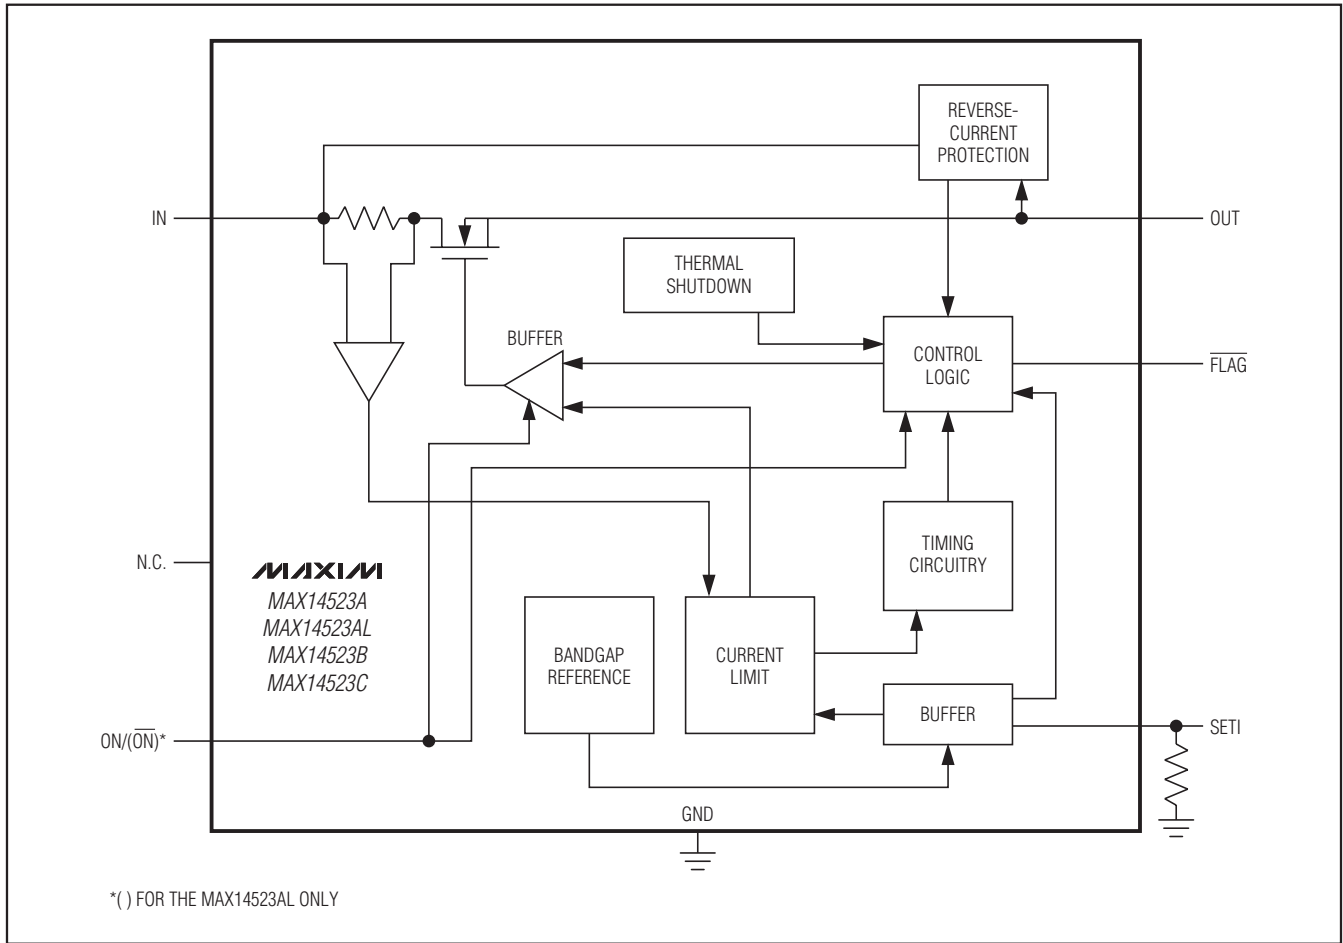 REVERSE-
CURRENT
PROTECTION
IN
OUT
THERMAL
SHUTDOWN
BUFFER
CONTROL
LOGIC
FLAG
N.C.
MAXIM
MAX14523A
MAX14523AL
MAX14523B
MAX14523C
TIMING
CIRCUITRY
BANDGAP
REFERENCE
CURRENT
LIMIT
BUFFER
ON/(ON)*
SETI
GND
*( ) FOR THE MAX14523AL ONLY